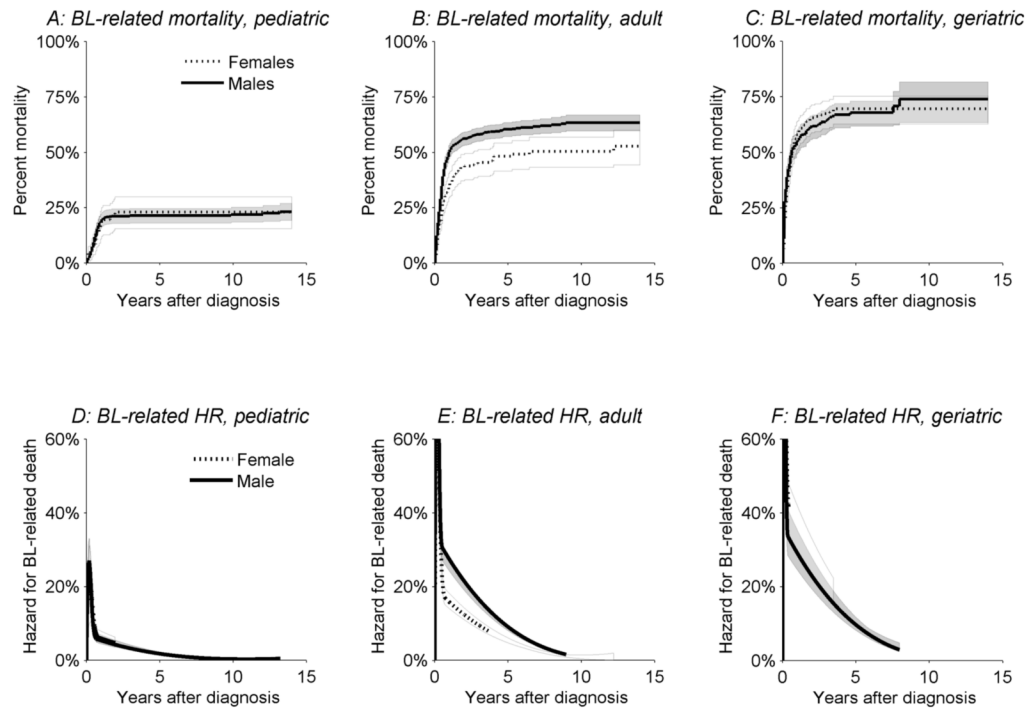 A: BL-related mortality, pediatric
100%
75%
50%
25%
0%
Percent mortality
Females
Males
0 5 10 15
Years after diagnosis
B: BL-related mortality, adult
100%
75%
50%
25%
0%
Percent mortality
0 5 10 15
Years after diagnosis
C: BL-related mortality, geriatric
100%
75%
50%
25%
0%
Percent mortality
0 5 10 15
Years after diagnosis
D: BL-related HR, pediatric
60%
40%
20%
0%
Hazard for BL-related death
Female
Male
0 5 10 15
Years after diagnosis
E: BL-related HR, adult
60%
40%
20%
0%
Hazard for BL-related death
0 5 10 15
Years after diagnosis
F: BL-related HR, geriatric
60%
40%
20%
0%
Hazard for BL-related death
0 5 10 15
Years after diagnosis